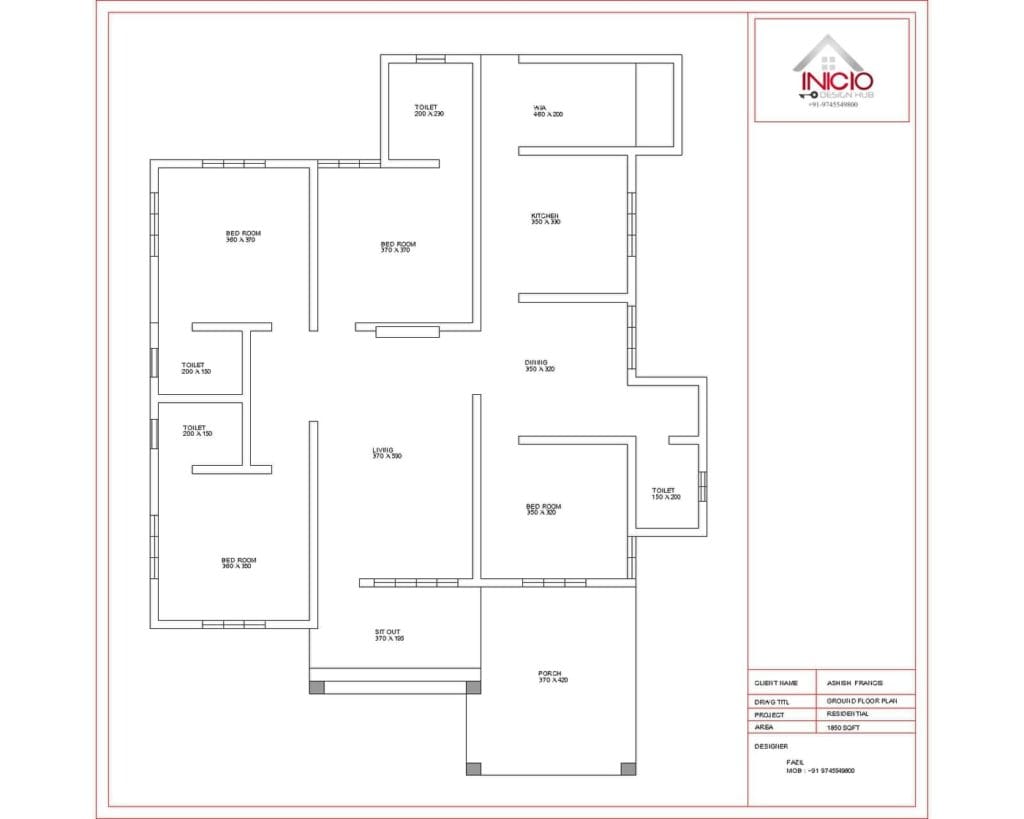 INICIO
DESIGN HUB
+91-9745549800
TOILET
200 X 290
W/A
460 X 200
KITCHEN
350 X 390
BED ROOM
360 X 370
BED ROOM
370 X 370
TOILET
200 X 150
DINING
350 X 320
TOILET
200 X 150
LIVING
370 X 590
TOILET
150 X 200
BED ROOM
350 X 320
BED ROOM
360 X 350
SIT OUT
370 X 195
PORCH
370 X 420
CLIENT NAME
ASHISH FRANCIS
DRWG TITL
GROUND FLOOR PLAN
PROJECT
RESIDENTIAL
AREA
1850 SQFT
DESIGNER
FAZIL
MOB : +91 9745549800